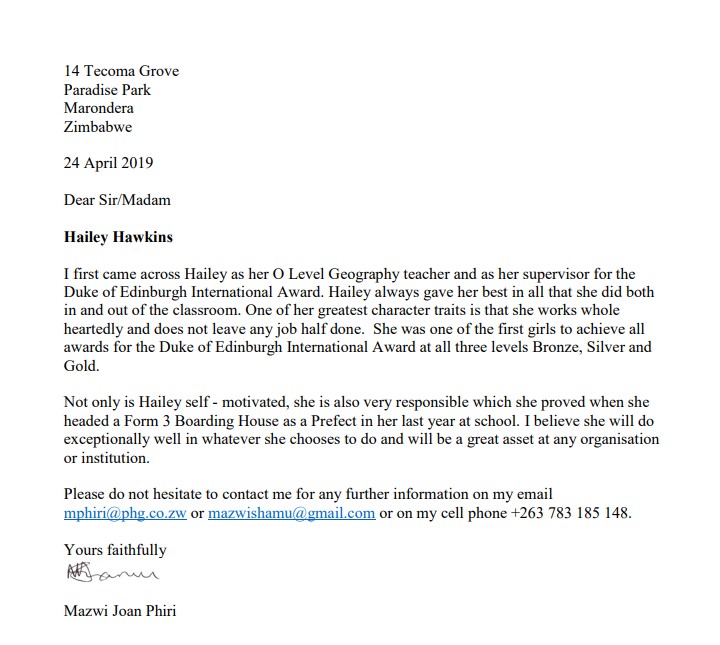 14 Tecoma Grove
Paradise Park
Marondera
Zimbabwe
24 April 2019
Dear Sir/Madam
Hailey Hawkins
I first came across Hailey as her O Level Geography teacher and as her supervisor for the
Duke of Edinburgh International Award. Hailey always gave her best in all that she did both
in and out of the classroom. One of her greatest character traits is that she works whole
heartedly and does not leave any job half done.  She was one of the first girls to achieve all
awards for the Duke of Edinburgh International Award at all three levels Bronze, Silver and
Gold.
Not only is Hailey self - motivated, she is also very responsible which she proved when she
headed a Form 3 Boarding House as a Prefect in her last year at school. I believe she will do
exceptionally well in whatever she chooses to do and will be a great asset at any organisation
or institution.
Please do not hesitate to contact me for any further information on my email
mphiri@phg.co.zw or mazwishamu@gmail.com or on my cell phone +263 783 185 148.
Yours faithfully
Mazwi Joan Phiri